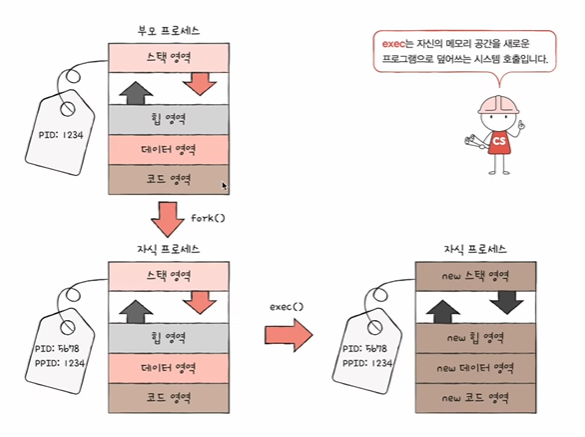 부모 프로세스
스택 영역
힙 영역
데이터 영역
코드 영역
PID: 1234
exec는 자신의 메모리 공간을 새로운
프로그램으로 덮어쓰는 시스템 호출입니다.
CS
fork()
자식 프로세스
스택 영역
힙 영역
데이터 영역
코드 영역
PID: 5678
PPID: 1234
exec()
자식 프로세스
new 스택 영역
new 힙 영역
new 데이터 영역
new 코드 영역
PID: 5678
PPID: 1234